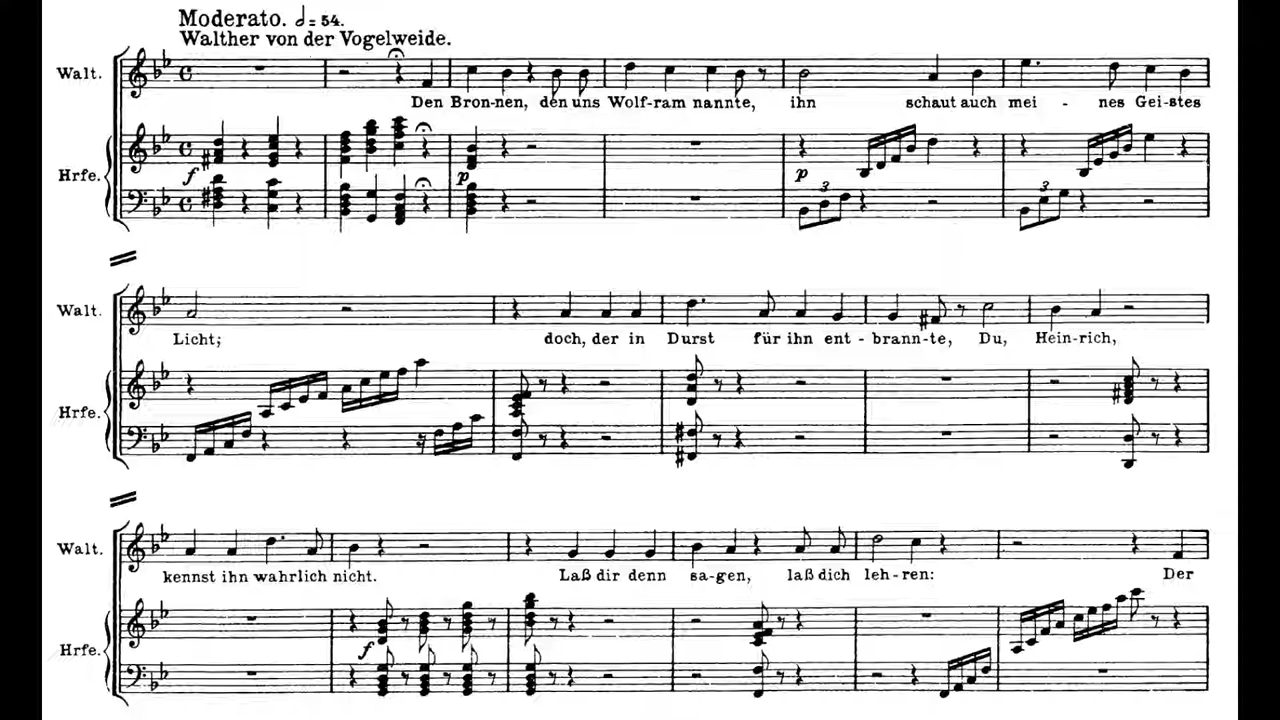 Moderato. 𝅗𝅥 = 54.
Walther von der Vogelweide.
Walt.
Den Bron-nen, den uns Wolf-ram nannte, ihn schaut auch mei - nes Gei-stes
f p p
3 3
Hrfe.
Walt.
Licht; doch, der in Durst für ihn ent-brann-te, Du, Hein-rich,
Hrfe.
Walt.
kennst ihn wahrlich nicht. Laß dir denn sa-gen, laß dich leh-ren: Der
Hrfe.
f